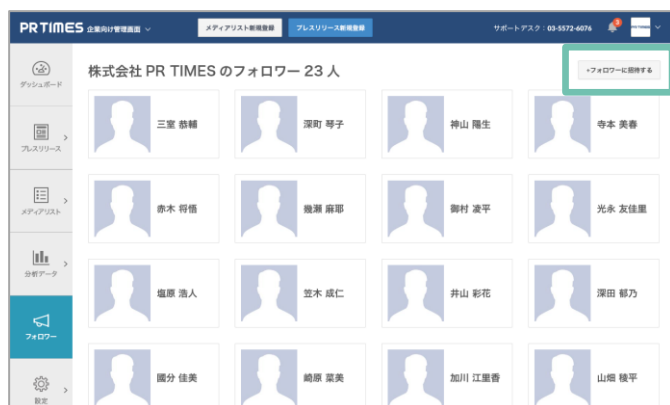 PR TIMES 企業向け管理画面
メディアリスト新規登録
プレスリリース新規登録
サポートデスク：03-5572-6076
ダッシュボード
プレスリリース
メディアリスト
分析データ
フォロワー
設定
株式会社 PR TIMES のフォロワー 23 人
+フォロワーに招待する
三室 恭輔
深町 琴子
神山 陽生
寺本 美春
赤木 将悟
幾瀬 麻耶
御村 凌平
光永 友佳里
塩原 浩人
笠木 成仁
井山 彩花
深田 郁乃
國分 佳美
崎原 菜美
加川 江里香
山畑 稜平